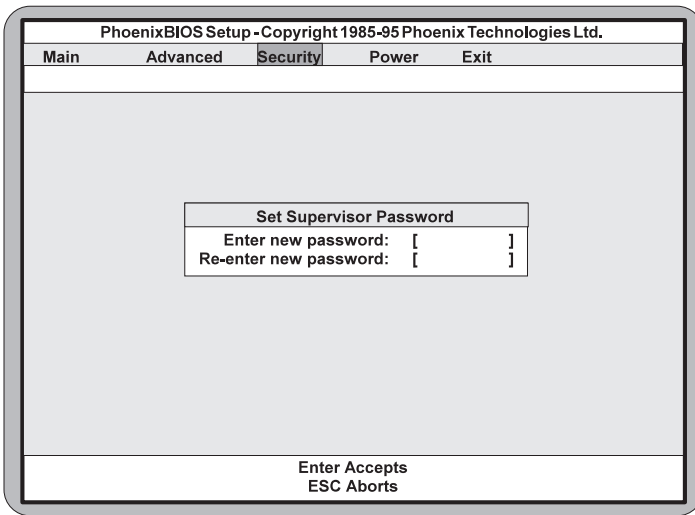 PhoenixBIOS Setup - Copyright 1985-95 Phoenix Technologies Ltd.
Main Advanced Security Power Exit
Set Supervisor Password
Enter new password: [ ]
Re-enter new password: [ ]
Enter Accepts
ESC Aborts